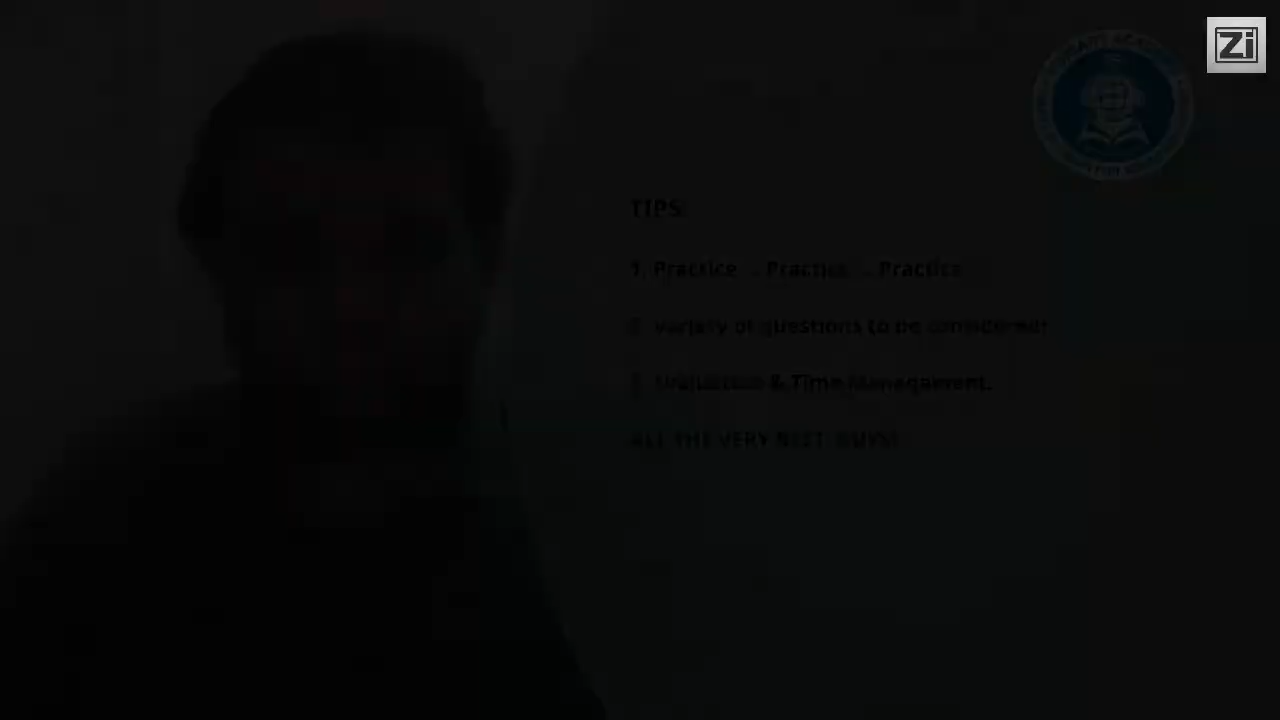 Zi
TIPS
1. Practice .. Practice .. Practice
2. Variety of questions to be considered!
3. Evaluation & Time Management.
ALL THE VERY BEST, GUYS!